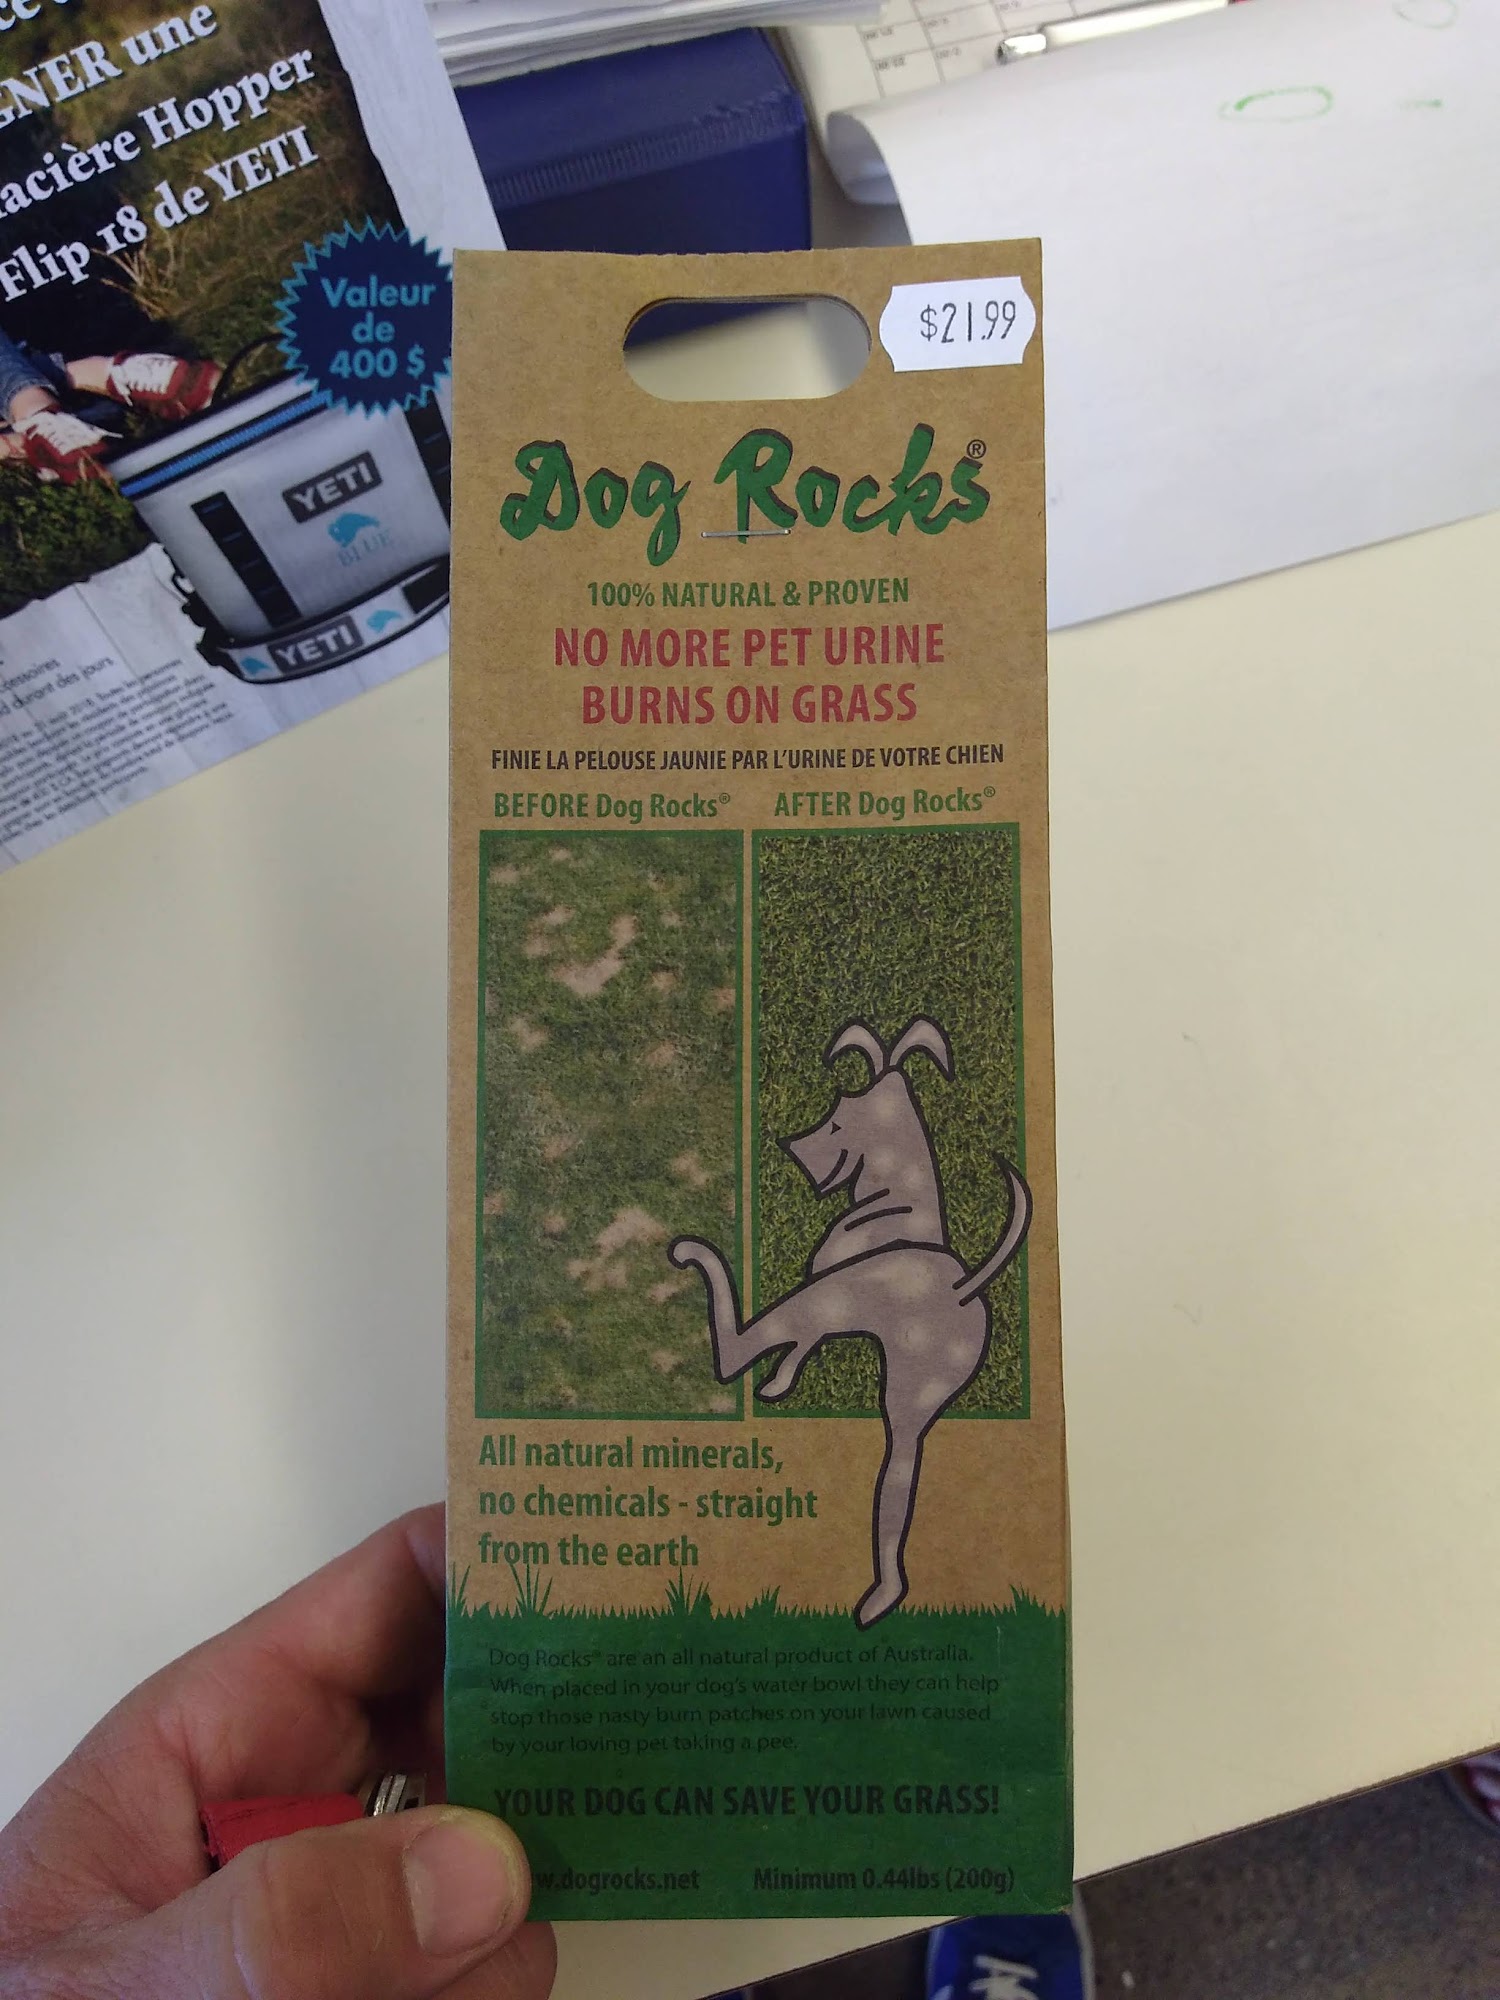 GNER une
acière Hopper
Flip 18 de YETI
Valeur
de
400 $
YETI
BLUE
YETI
durant des jours
$21.99
Dog Rocks®
100% NATURAL & PROVEN
NO MORE PET URINE
BURNS ON GRASS
FINIE LA PELOUSE JAUNIE PAR L'URINE DE VOTRE CHIEN
BEFORE Dog Rocks®
AFTER Dog Rocks®
All natural minerals,
no chemicals - straight
from the earth
Dog Rocks® are an all natural product of Australia.
When placed in your dog's water bowl they can help
stop those nasty burn patches on your lawn caused
by your loving pet taking a pee.
YOUR DOG CAN SAVE YOUR GRASS!
w.dogrocks.net
Minimum 0.44lbs (200g)